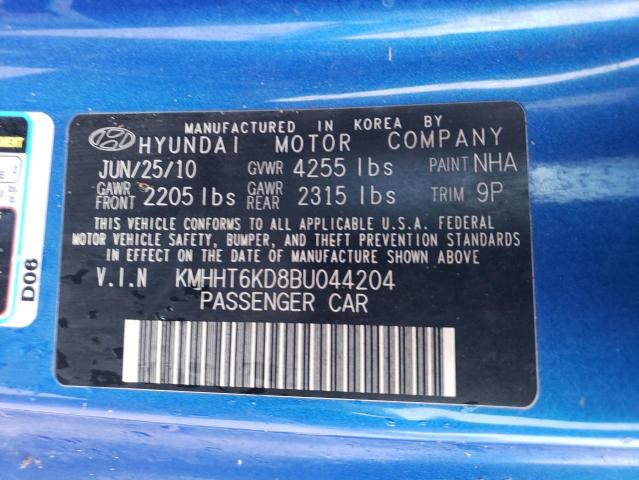 MANUFACTURED IN KOREA BY
HYUNDAI MOTOR COMPANY
JUN/25/10 GVWR 4255 lbs PAINT NHA
GAWR FRONT 2205 lbs GAWR REAR 2315 lbs TRIM 9P
THIS VEHICLE CONFORMS TO ALL APPLICABLE U.S.A. FEDERAL
MOTOR VEHICLE SAFETY, BUMPER, AND THEFT PREVENTION STANDARDS
IN EFFECT ON THE DATE OF MANUFACTURE SHOWN ABOVE
V.I.N KMHHT6KD8BU044204
PASSENGER CAR
D06